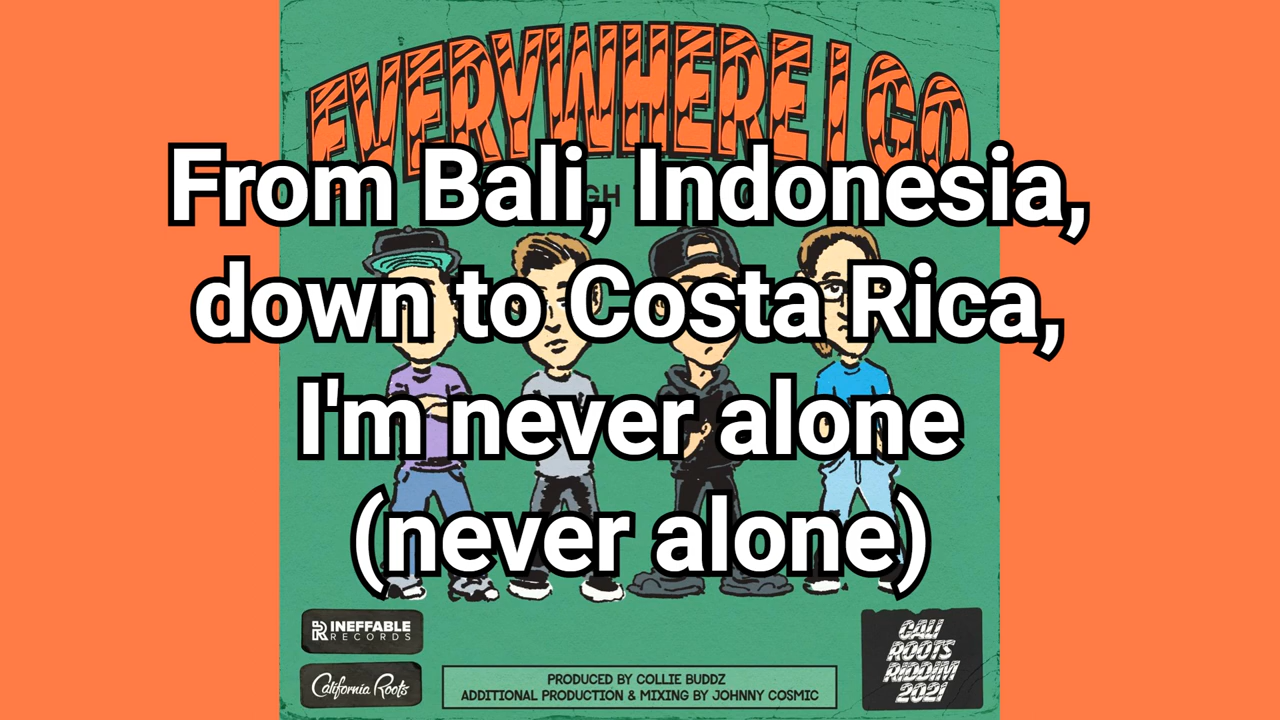 EVERYWHERE I GO
From Bali, Indonesia,
down to Costa Rica,
I'm never alone
(never alone)
INEFFABLE
RECORDS
California Roots
PRODUCED BY COLLIE BUDDZ
ADDITIONAL PRODUCTION & MIXING BY JOHNNY COSMIC
CALI
ROOTS
RIDDIM
2021